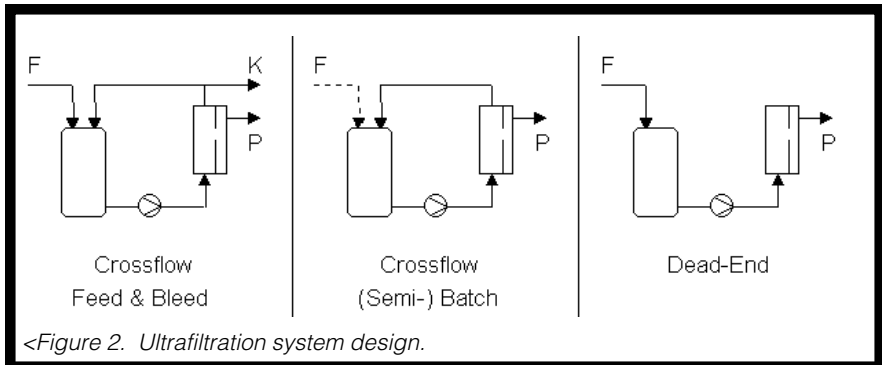 F
K
P
Crossflow
Feed & Bleed
F
P
Crossflow
(Semi-) Batch
F
P
Dead-End
<Figure 2. Ultrafiltration system design.